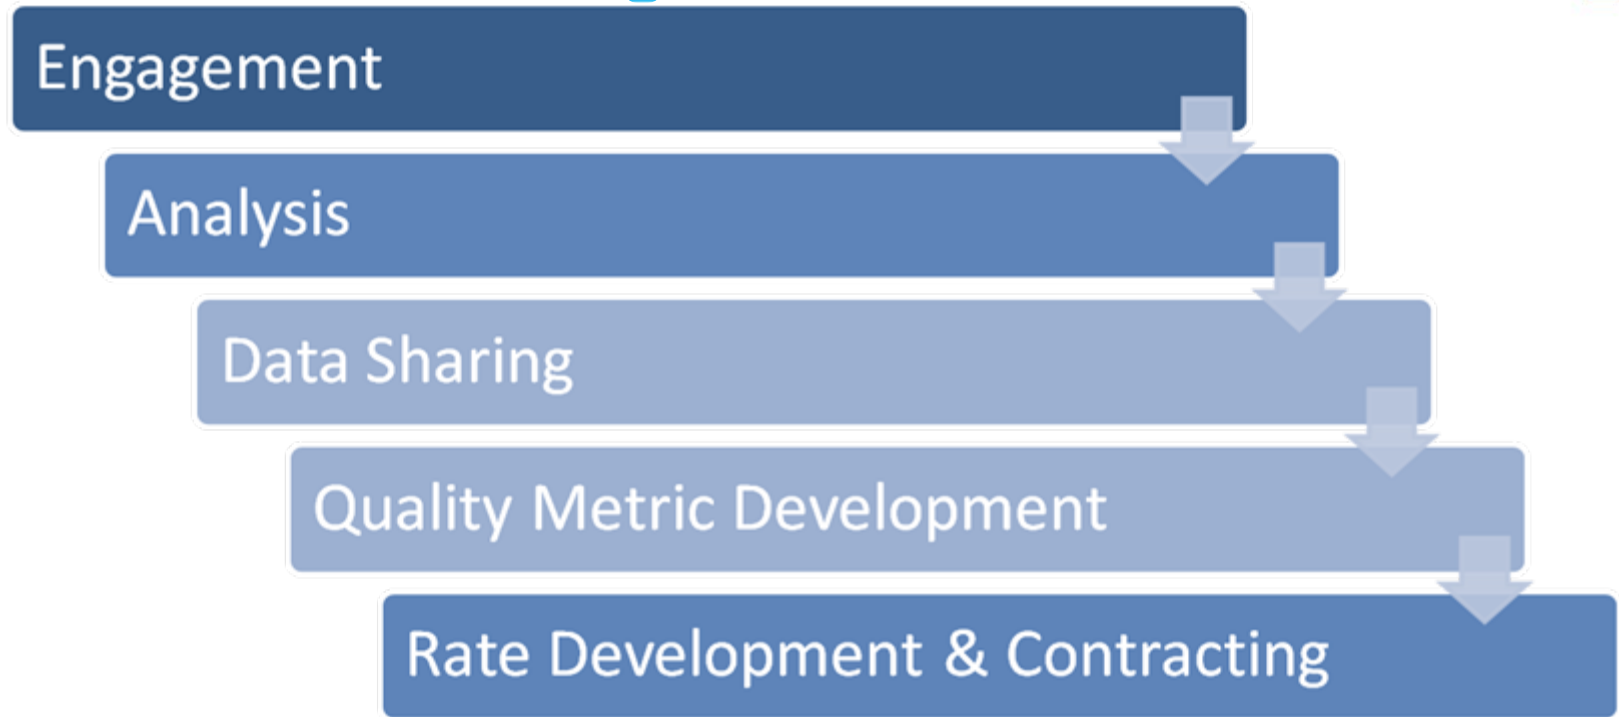 Engagement
Analysis
Data Sharing
Quality Metric Development
Rate Development & Contracting